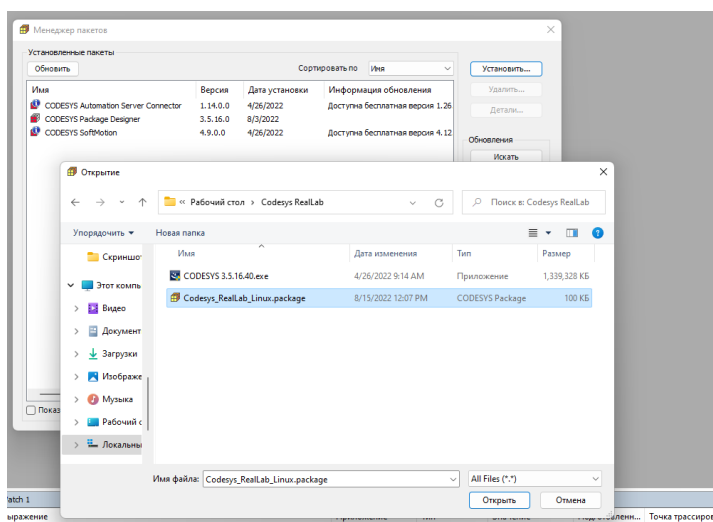 Менеджер пакетов
Установленные пакеты
Обновить Сортировать по Имя Установить...
Имя Версия Дата установки Информация обновления Удалить...
CODESYS Automation Server Connector 1.14.0.0 4/26/2022 Доступна бесплатная версия 1.26
CODESYS Package Designer 3.5.16.0 8/3/2022 Детали...
CODESYS SoftMotion 4.9.0.0 4/26/2022 Доступна бесплатная версия 4.12
Обновления
Искать
Открытие
« Рабочий стол > Codesys RealLab Поиск в: Codesys RealLab
Упорядочить Новая папка
Имя Дата изменения Тип Размер
Скриншот
CODESYS 3.5.16.40.exe 4/26/2022 9:14 AM Приложение 1,339,328 КБ
Этот компь
Codesys_RealLab_Linux.package 8/15/2022 12:07 PM CODESYS Package 100 КБ
Видео
Документ
Загрузки
Изображе
Музыка
Показ
Рабочий с
Локальны
Имя файла: Codesys_RealLab_Linux.package All Files (*.*)
Открыть Отмена
atch 1
ыражение Точка трассиров